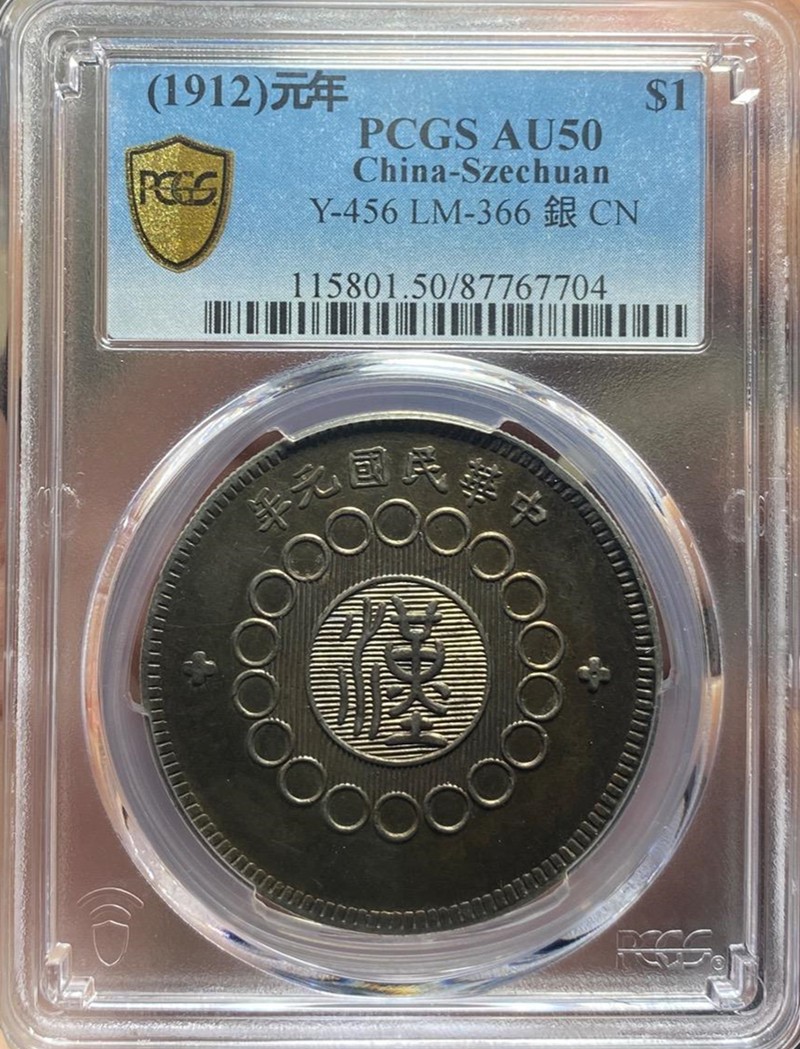 (1912)元年 $1
PCGS AU50
China-Szechuan
PCGS
Y-456 LM-366 銀 CN
115801.50/87767704
年元國民華中
漢
PCGS